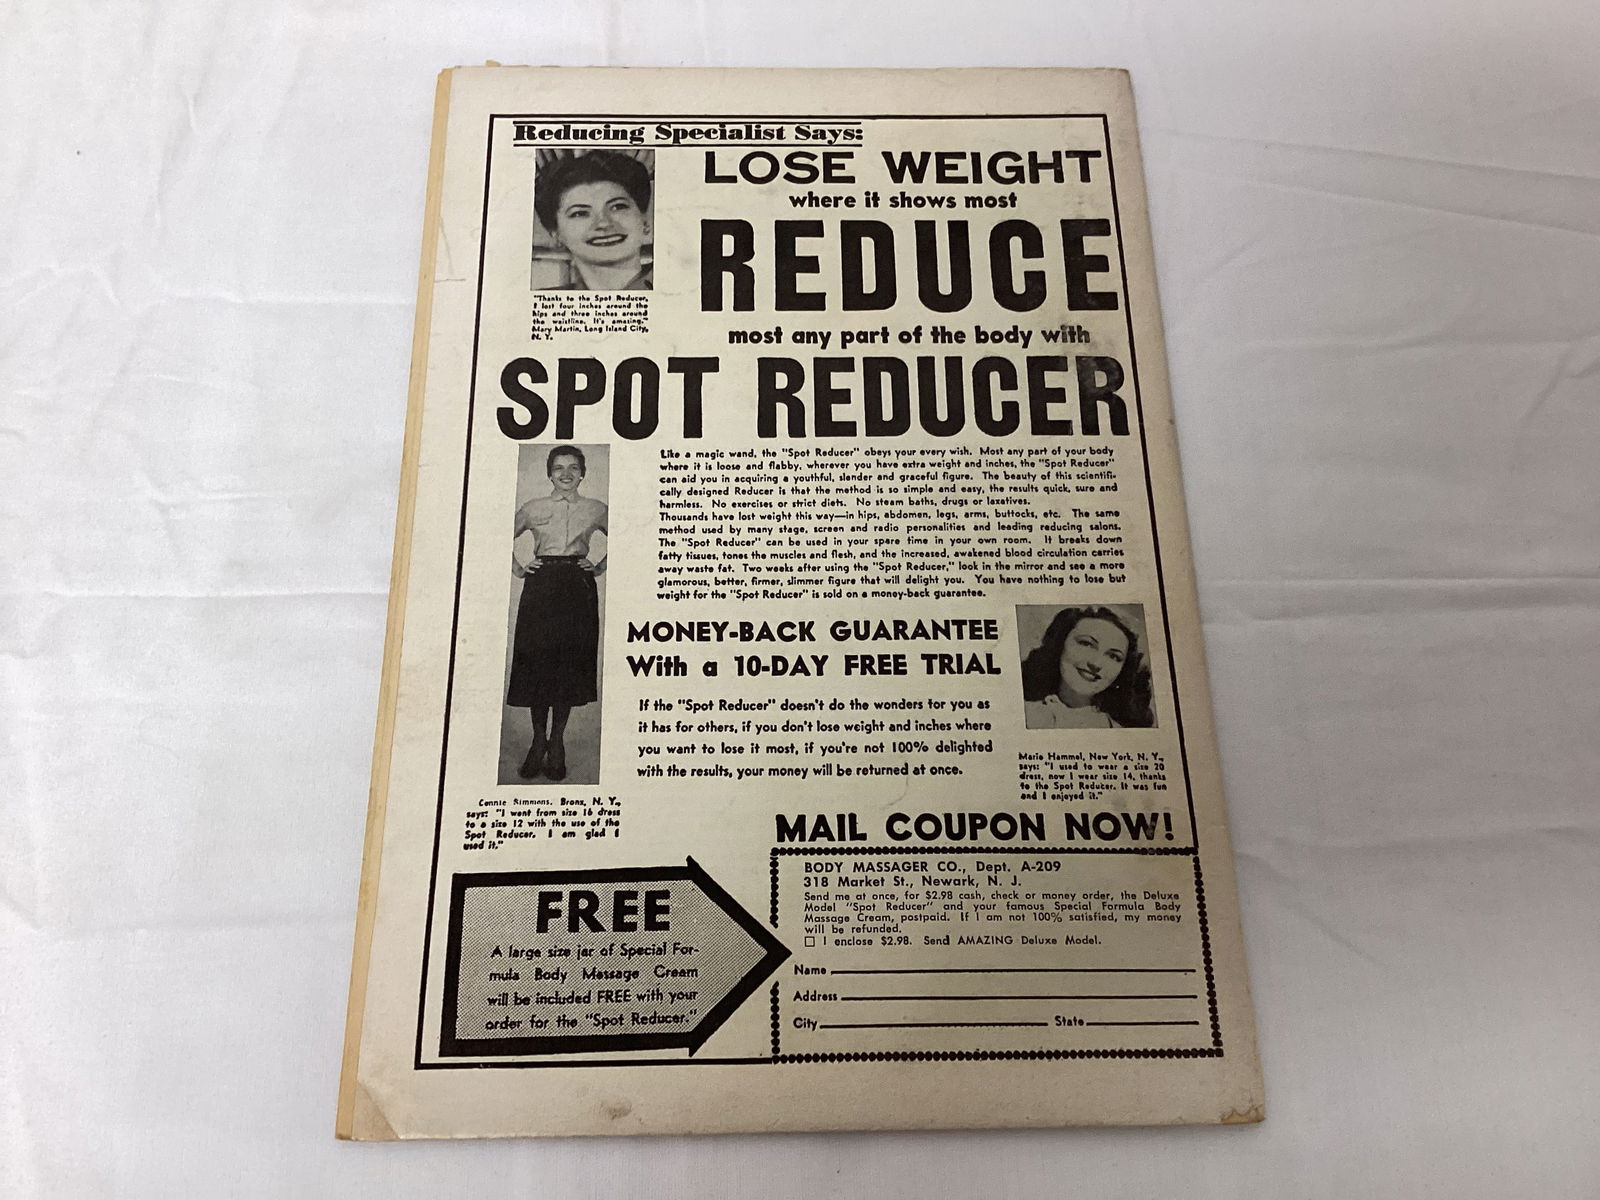 Reducing Specialist Says:
LOSE WEIGHT
where it shows most
REDUCE
most any part of the body with
SPOT REDUCER
"Thanks to the Spot Reducer,
I lost four inches around the
hips and three inches around
the waistline. It's amazing."
Mary Martin, Long Island City,
N. Y.
Like a magic wand, the "Spot Reducer" obeys your every wish. Most any part of your body
where it is loose and flabby, wherever you have extra weight and inches, the "Spot Reducer"
can aid you in acquiring a youthful, slender and graceful figure. The beauty of this scientifi-
cally designed Reducer is that the method is so simple and easy, the results quick, sure and
harmless. No exercises or strict diets. No steam baths, drugs or laxatives.
Thousands have lost weight this way—in hips, abdomen, legs, arms, buttocks, etc. The same
method used by many stage, screen and radio personalities and leading reducing salons.
The "Spot Reducer" can be used in your spare time in your own room. It breaks down
fatty tissues, tones the muscles and flesh, and the increased, awakened blood circulation carries
away waste fat. Two weeks after using the "Spot Reducer," look in the mirror and see a more
glamorous, better, firmer, slimmer figure that will delight you. You have nothing to lose but
weight for the "Spot Reducer" is sold on a money-back guarantee.
MONEY-BACK GUARANTEE
With a 10-DAY FREE TRIAL
If the "Spot Reducer" doesn't do the wonders for you as
it has for others, if you don't lose weight and inches where
you want to lose it most, if you're not 100% delighted
with the results, your money will be returned at once.
Marie Hammel, New York, N. Y.,
says: "I used to wear a size 20
dress, now I wear size 14, thanks
to the Spot Reducer. It was fun
and I enjoyed it."
Connie Simmons, Bronx, N. Y.,
says: "I went from size 16 dress
to a size 12 with the use of the
Spot Reducer. I am glad I
used it."
MAIL COUPON NOW!
FREE
A large size jar of Special For-
mula Body Massage Cream
will be included FREE with your
order for the "Spot Reducer."
BODY MASSAGER CO., Dept. A-209
318 Market St., Newark, N. J.
Send me at once, for $2.98 cash, check or money order, the Deluxe
Model "Spot Reducer" and your famous Special Formula Body
Massage Cream, postpaid. If I am not 100% satisfied, my money
will be refunded.
☐ I enclose $2.98. Send AMAZING Deluxe Model.
Name
Address
City State